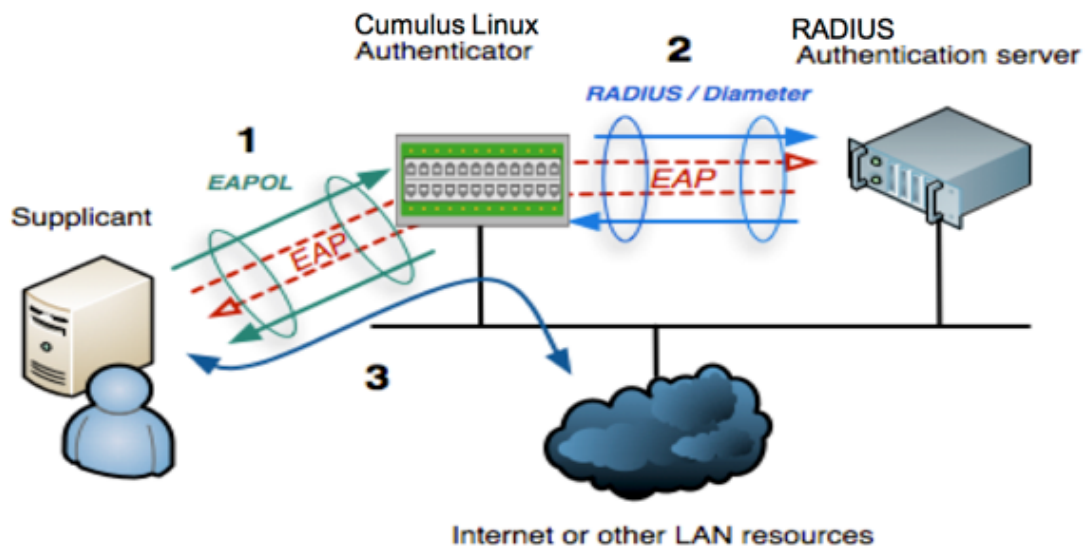 Cumulus Linux
Authenticator
RADIUS
Authentication server
2
RADIUS / Diameter
1
EAPOL
EAP
Supplicant
EAP
3
Internet or other LAN resources